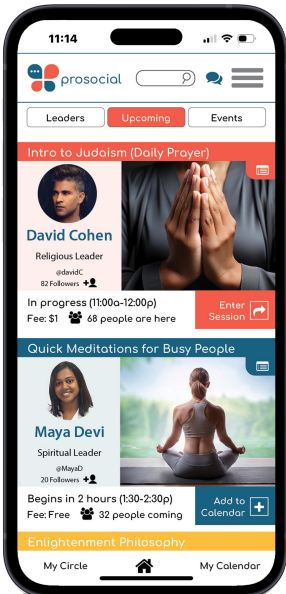 11:14
prosocial
Leaders
Upcoming
Events
Intro to Judaism (Daily Prayer)
David Cohen
Religious Leader
@davidC
82 Followers
In progress (11:00a-12:00p)
Fee: $1 68 people are here
Enter
Session
Quick Meditations for Busy People
Maya Devi
Spiritual Leader
@MayaD
20 Followers
Begins in 2 hours (1:30-2:30p)
Fee: Free 32 people coming
Add to
Calendar
Enlightenment Philosophy
My Circle
My Calendar